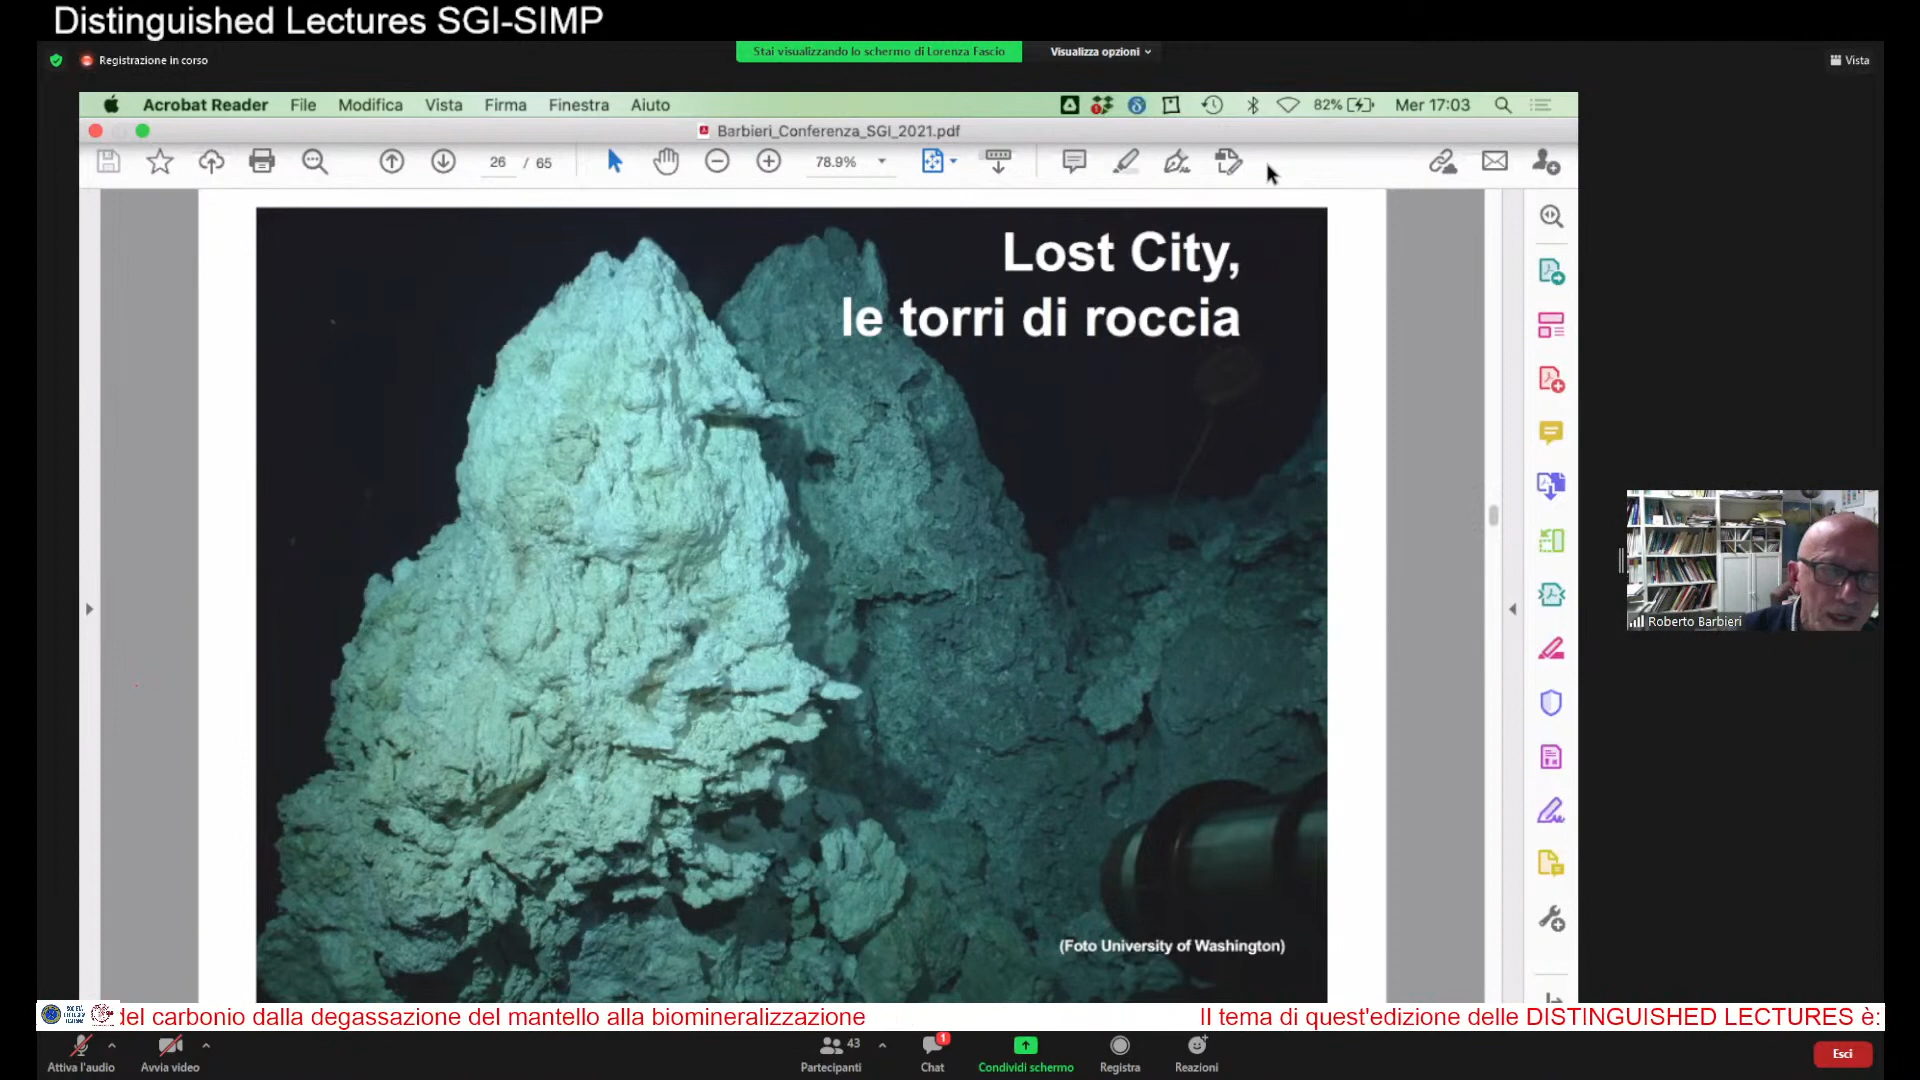 Distinguished Lectures SGI-SIMP
Stai visualizzando lo schermo di Lorenza Fascio
Visualizza opzioni
Registrazione in corso
Vista
Acrobat Reader File Modifica Vista Firma Finestra Aiuto
82% Mer 17:03
Barbieri_Conferenza_SGI_2021.pdf
26 / 65
78.9%
Lost City,
le torri di roccia
Roberto Barbieri
(Foto University of Washington)
del carbonio dalla degassazione del mantello alla biomineralizzazione
Il tema di quest'edizione delle DISTINGUISHED LECTURES è:
Attiva l'audio
Avvia video
43
Partecipanti
1
Chat
Condividi schermo
Registra
Reazioni
Esci